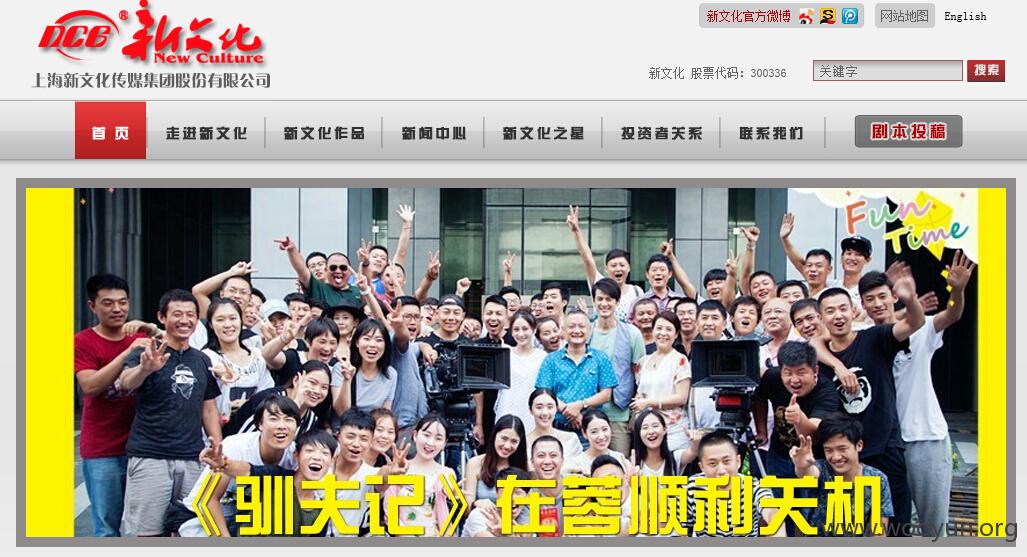 NCE® 新文化
New Culture
上海新文化传媒集团股份有限公司
新文化官方微博 网站地图 English
新文化 股票代码：300336 关键字 搜索
首 页 走进新文化 新文化作品 新闻中心 新文化之星 投资者关系 联系我们 剧本投稿
Fun
Time
《驯夫记》在蓉顺利关机
www.wooyun.org